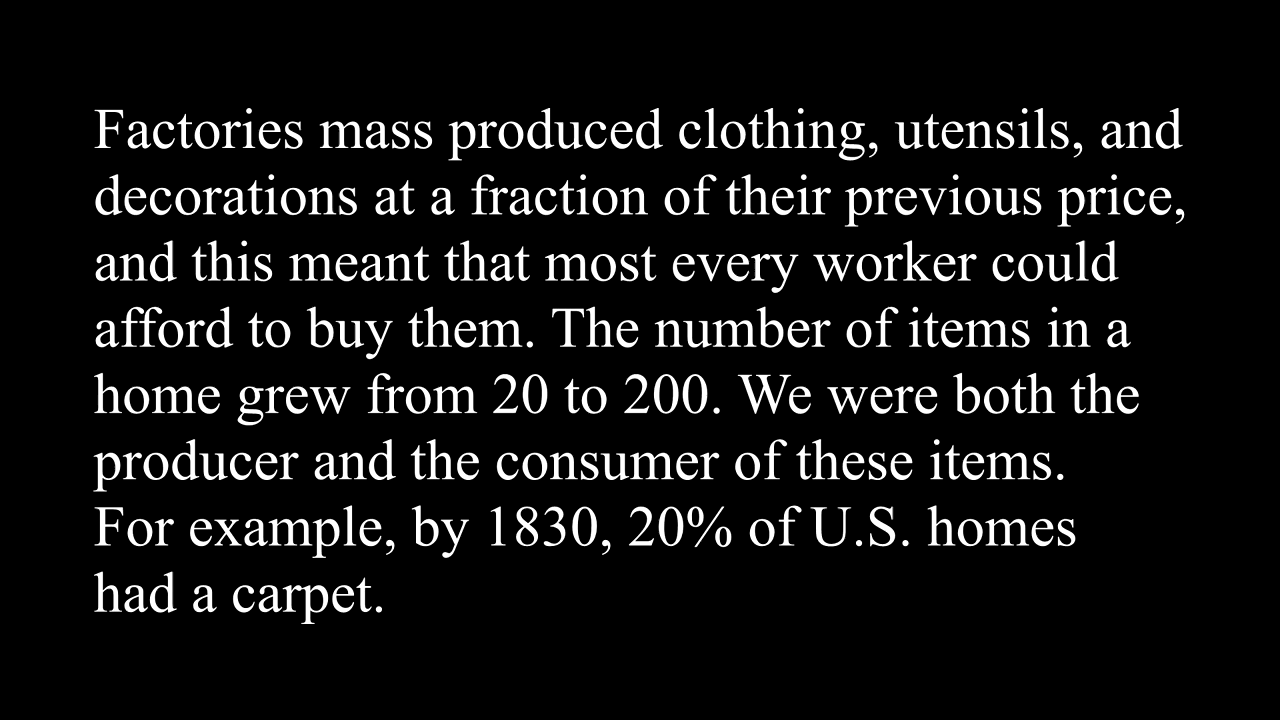 Factories mass produced clothing, utensils, and
decorations at a fraction of their previous price,
and this meant that most every worker could
afford to buy them. The number of items in a
home grew from 20 to 200. We were both the
producer and the consumer of these items.
For example, by 1830, 20% of U.S. homes
had a carpet.